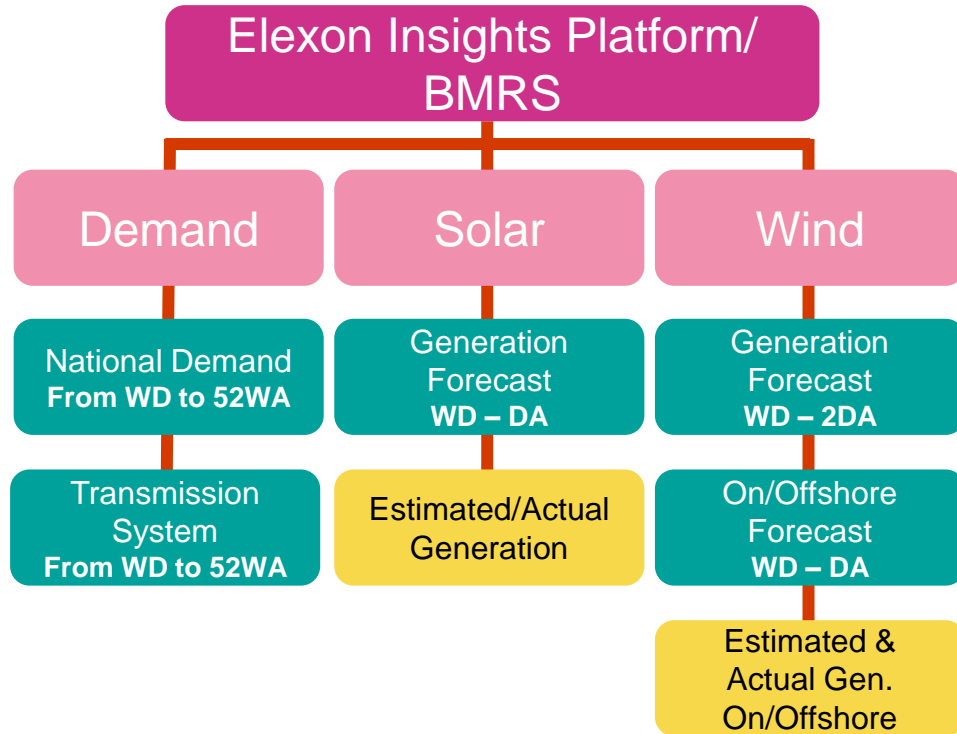 Elexon Insights Platform/
BMRS
Demand
Solar
Wind
National Demand
From WD to 52WA
Generation
Forecast
WD – DA
Generation
Forecast
WD – 2DA
Transmission
System
From WD to 52WA
Estimated/Actual
Generation
On/Offshore
Forecast
WD – DA
Estimated &
Actual Gen.
On/Offshore